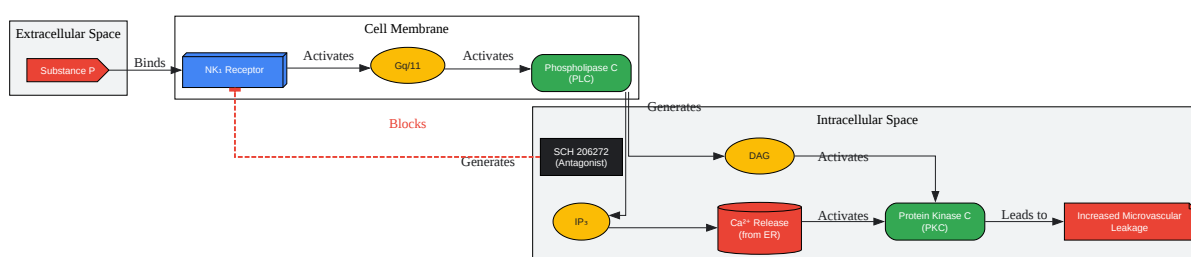 Extracellular Space
Substance P
Binds
Cell Membrane
NK₁ Receptor
Activates
Gq/11
Activates
Phospholipase C
(PLC)
Generates
Blocks
Generates
Intracellular Space
SCH 206272
(Antagonist)
DAG
Activates
IP₃
Ca²⁺ Release
(from ER)
Activates
Protein Kinase C
(PKC)
Leads to
Increased Microvascular
Leakage